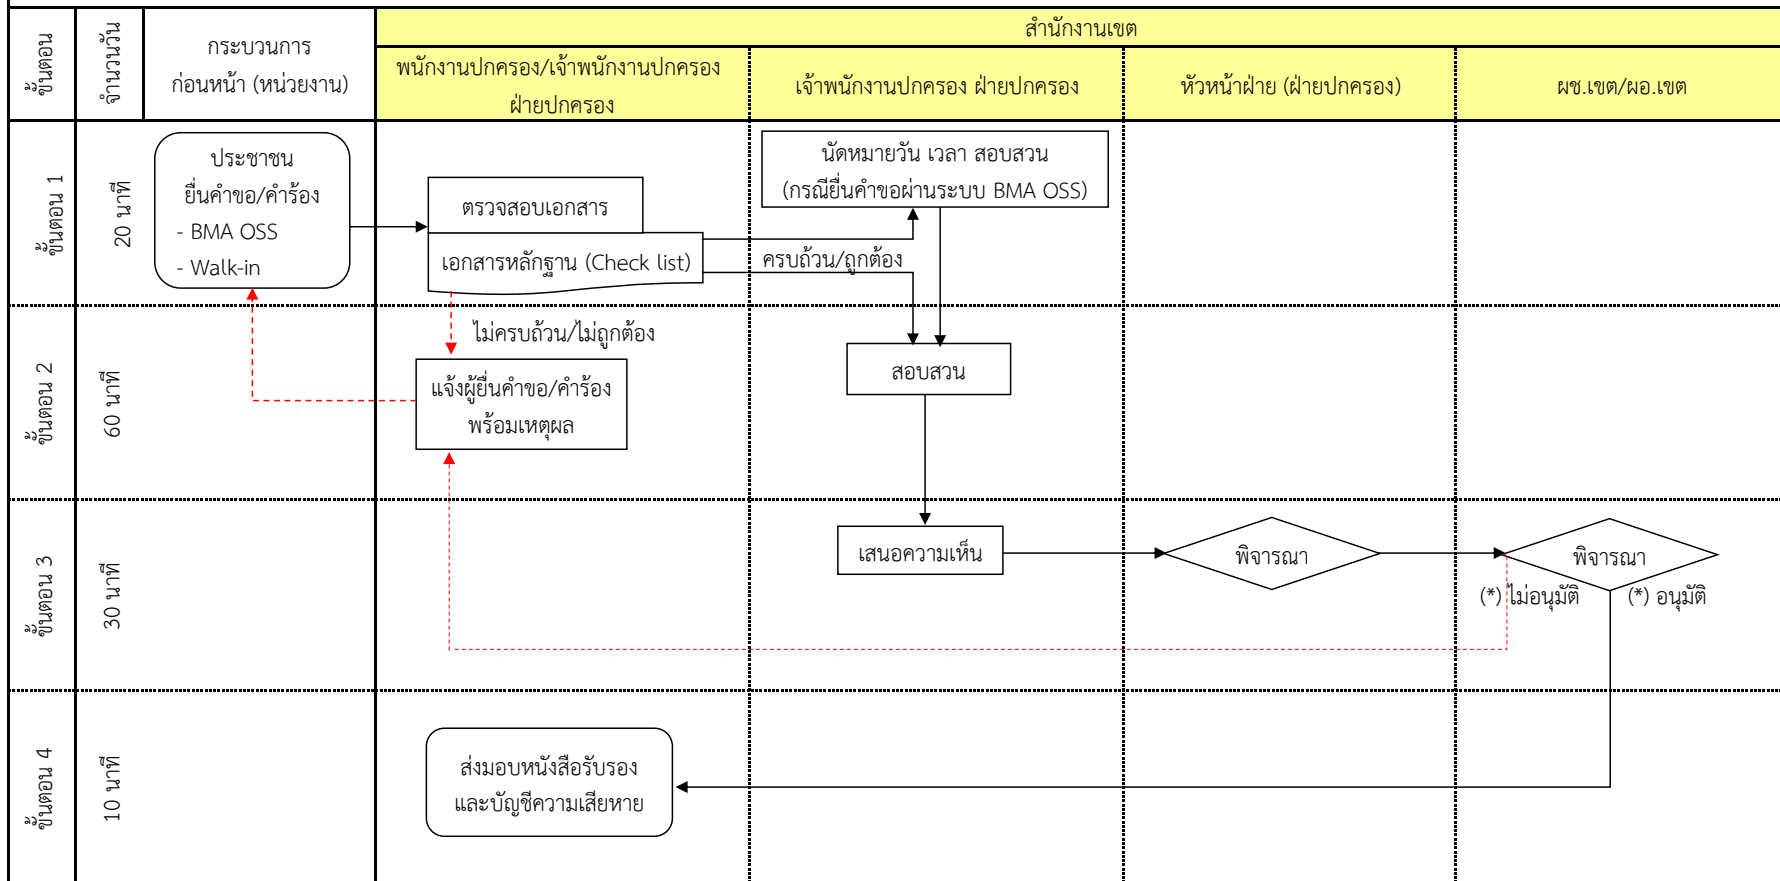 ขั้นตอน
จำนวนวัน
กระบวนการ
ก่อนหน้า (หน่วยงาน)
สำนักงานเขต
พนักงานปกครอง/เจ้าพนักงานปกครอง
ฝ่ายปกครอง
เจ้าพนักงานปกครอง ฝ่ายปกครอง
หัวหน้าฝ่าย (ฝ่ายปกครอง)
ผช.เขต/ผอ.เขต
ขั้นตอน 1
20 นาที
ประชาชน
ยื่นคำขอ/คำร้อง
- BMA OSS
- Walk-in
ตรวจสอบเอกสาร
เอกสารหลักฐาน (Check list)
นัดหมายวัน เวลา สอบสวน
(กรณียื่นคำขอผ่านระบบ BMA OSS)
ครบถ้วน/ถูกต้อง
ขั้นตอน 2
60 นาที
ไม่ครบถ้วน/ไม่ถูกต้อง
แจ้งผู้ยื่นคำขอ/คำร้อง
พร้อมเหตุผล
สอบสวน
ขั้นตอน 3
30 นาที
เสนอความเห็น
พิจารณา
พิจารณา
(*) ไม่อนุมัติ
(*) อนุมัติ
ขั้นตอน 4
10 นาที
ส่งมอบหนังสือรับรอง
และบัญชีความเสียหาย